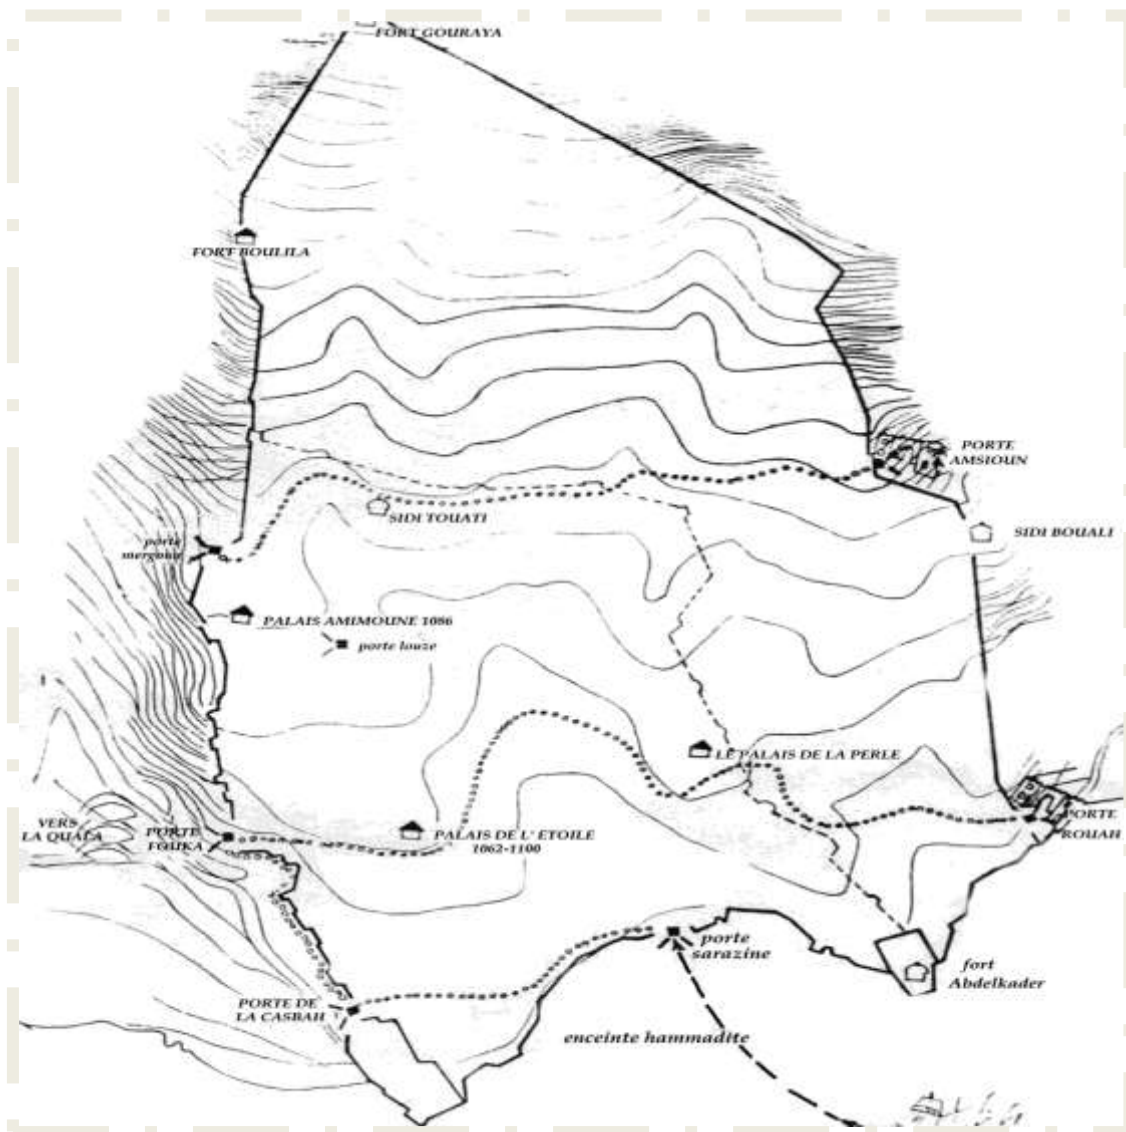 FORT GOURAYA
FORT BOULILA
PORTE
AMSIOUN
SIDI TOUATI
SIDI BOUALI
porte
mergoum
PALAIS AMIMOUNE 1086
porte louze
LE PALAIS DE LA PERLE
VERS
LA QUALA
PORTE
FOUKA
PALAIS DE L' ETOILE
1062-1100
PORTE
ROUAH
porte
sarazine
fort
Abdelkader
PORTE DE
LA CASBAH
enceinte hammadite